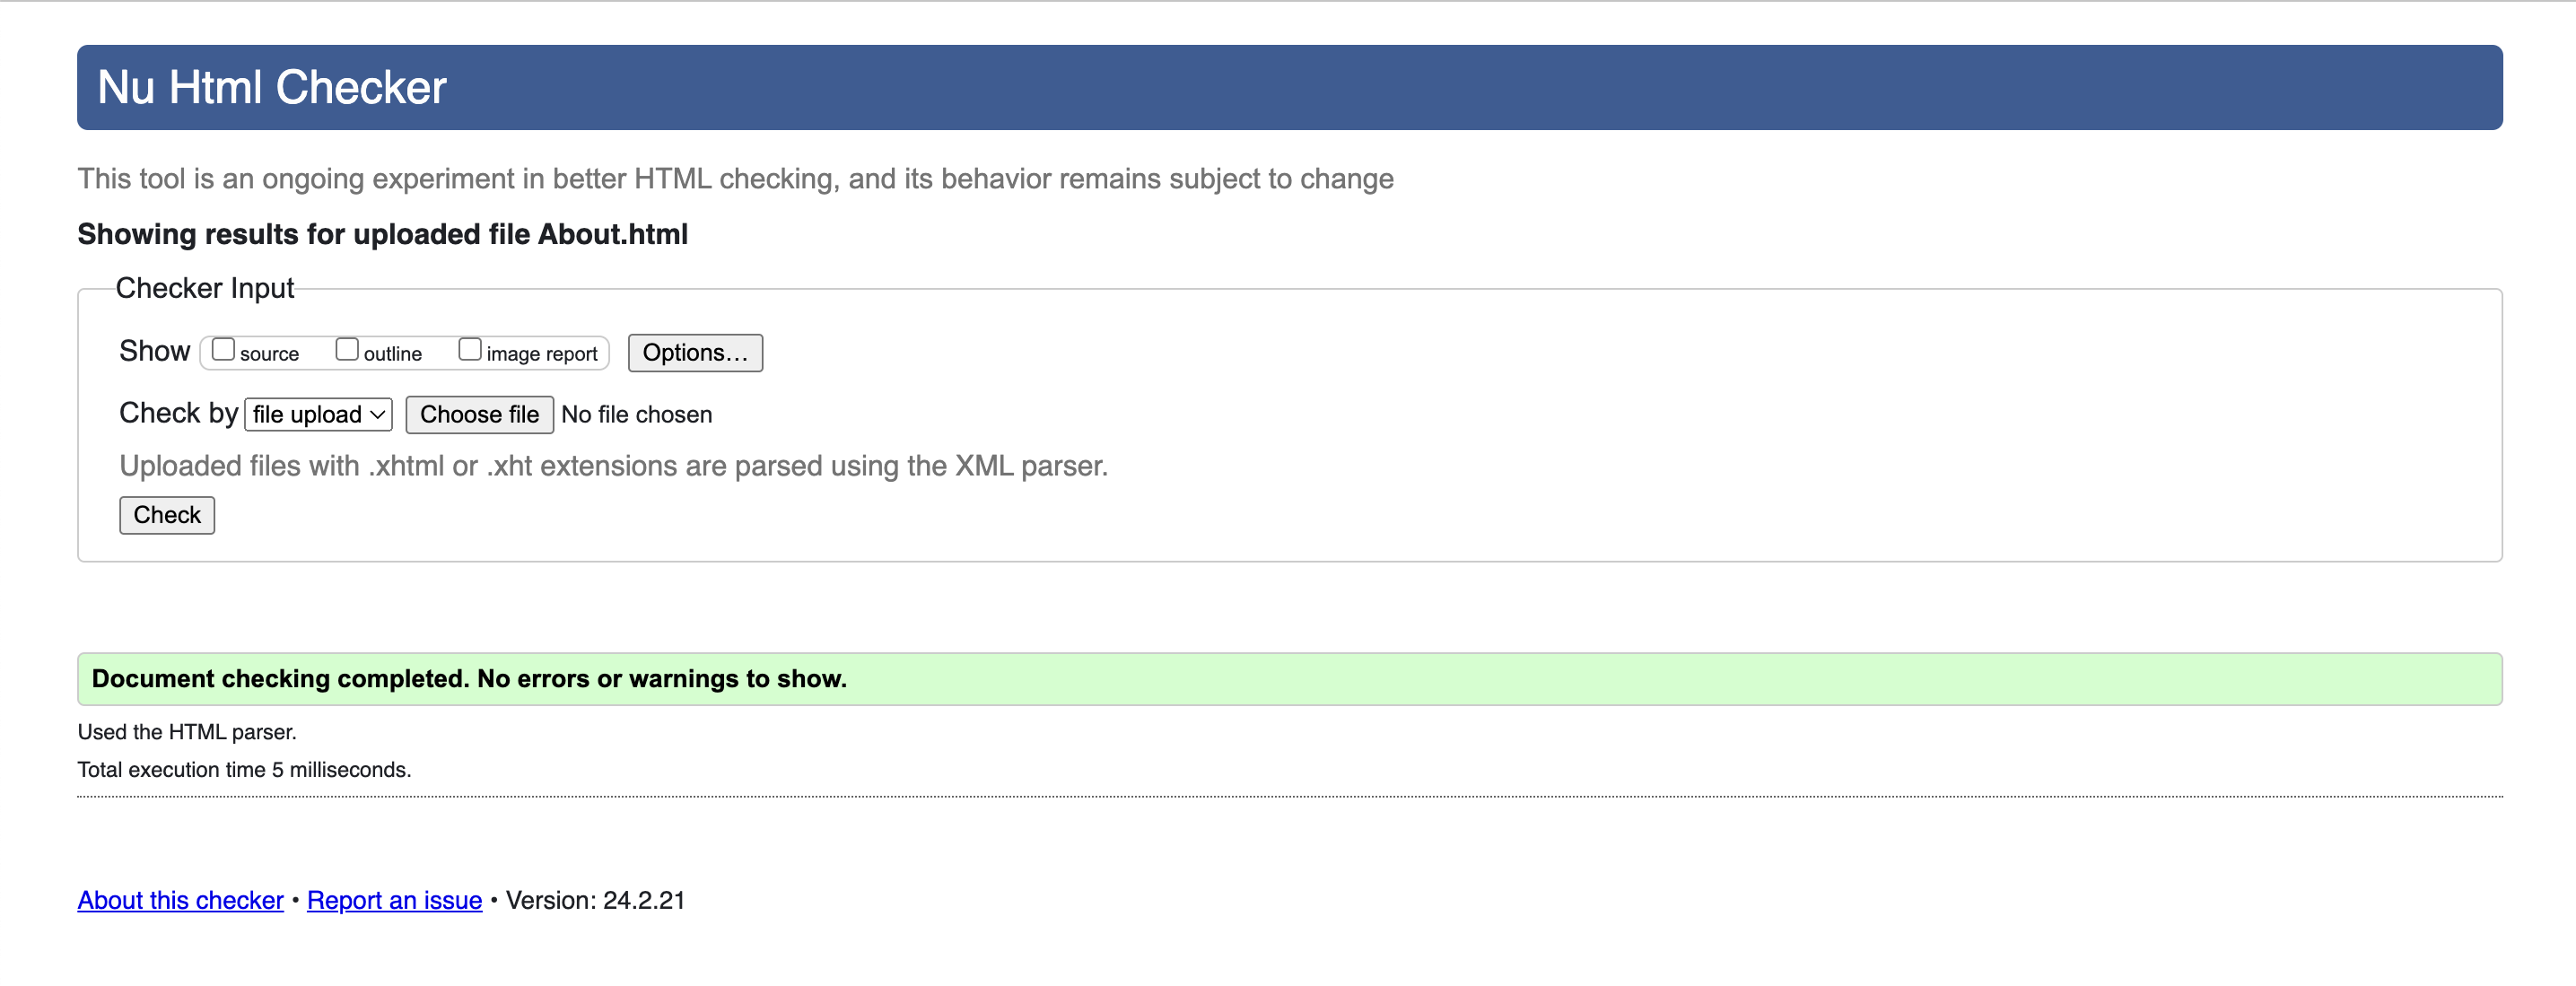 Nu Html Checker
This tool is an ongoing experiment in better HTML checking, and its behavior remains subject to change
Showing results for uploaded file About.html
Checker Input
Show source outline image report Options…
Check by file upload Choose file No file chosen
Uploaded files with .xhtml or .xht extensions are parsed using the XML parser.
Check
Document checking completed. No errors or warnings to show.
Used the HTML parser.
Total execution time 5 milliseconds.
About this checker • Report an issue • Version: 24.2.21